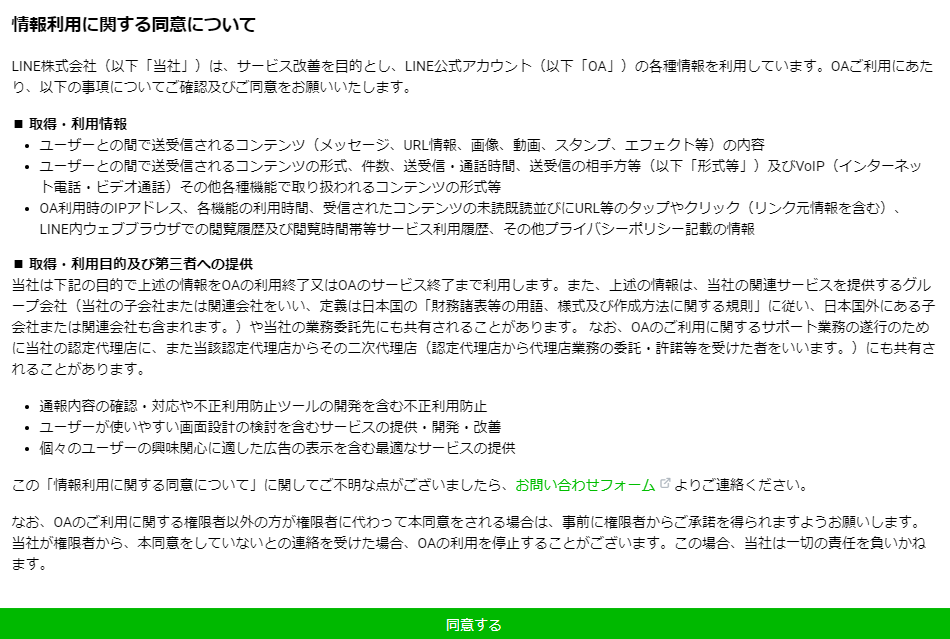 情報利用に関する同意について
LINE株式会社（以下「当社」）は、サービス改善を目的とし、LINE公式アカウント（以下「OA」）の各種情報を利用しています。OAご利用にあた
り、以下の事項についてご確認及びご同意をお願いいたします。
■ 取得・利用情報
• ユーザーとの間で送受信されるコンテンツ（メッセージ、URL情報、画像、動画、スタンプ、エフェクト等）の内容
• ユーザーとの間で送受信されるコンテンツの形式、件数、送受信・通話時間、送受信の相手方等（以下「形式等」）及びVoIP（インターネッ
ト電話・ビデオ通話）その他各種機能で取り扱われるコンテンツの形式等
• OA利用時のIPアドレス、各機能の利用時間、受信されたコンテンツの未読既読並びにURL等のタップやクリック（リンク元情報を含む）、
LINE内ウェブブラウザでの閲覧履歴及び閲覧時間帯等サービス利用履歴、その他プライバシーポリシー記載の情報
■ 取得・利用目的及び第三者への提供
当社は下記の目的で上述の情報をOAの利用終了又はOAのサービス終了まで利用します。また、上述の情報は、当社の関連サービスを提供するグル
ープ会社（当社の子会社または関連会社をいい、定義は日本国の「財務諸表等の用語、様式及び作成方法に関する規則」に従い、日本国外にある子
会社または関連会社も含まれます。）や当社の業務委託先にも共有されることがあります。 なお、OAのご利用に関するサポート業務の遂行のため
に当社の認定代理店に、また当該認定代理店からその二次代理店（認定代理店から代理店業務の委託・許諾等を受けた者をいいます。）にも共有さ
れることがあります。
• 通報内容の確認・対応や不正利用防止ツールの開発を含む不正利用防止
• ユーザーが使いやすい画面設計の検討を含むサービスの提供・開発・改善
• 個々のユーザーの興味関心に適した広告の表示を含む最適なサービスの提供
この「情報利用に関する同意について」に関してご不明な点がございましたら、お問い合わせフォーム よりご連絡ください。
なお、OAのご利用に関する権限者以外の方が権限者に代わって本同意をされる場合は、事前に権限者からご承諾を得られますようお願いします。
当社が権限者から、本同意をしていないとの連絡を受けた場合、OAの利用を停止することがございます。この場合、当社は一切の責任を負いかね
ます。
同意する